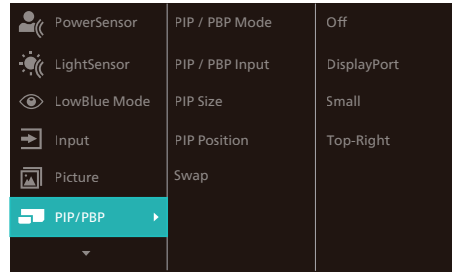 PowerSensor PIP / PBP Mode Off
LightSensor PIP / PBP Input DisplayPort
LowBlue Mode PIP Size Small
Input PIP Position Top-Right
Picture Swap
PIP/PBP